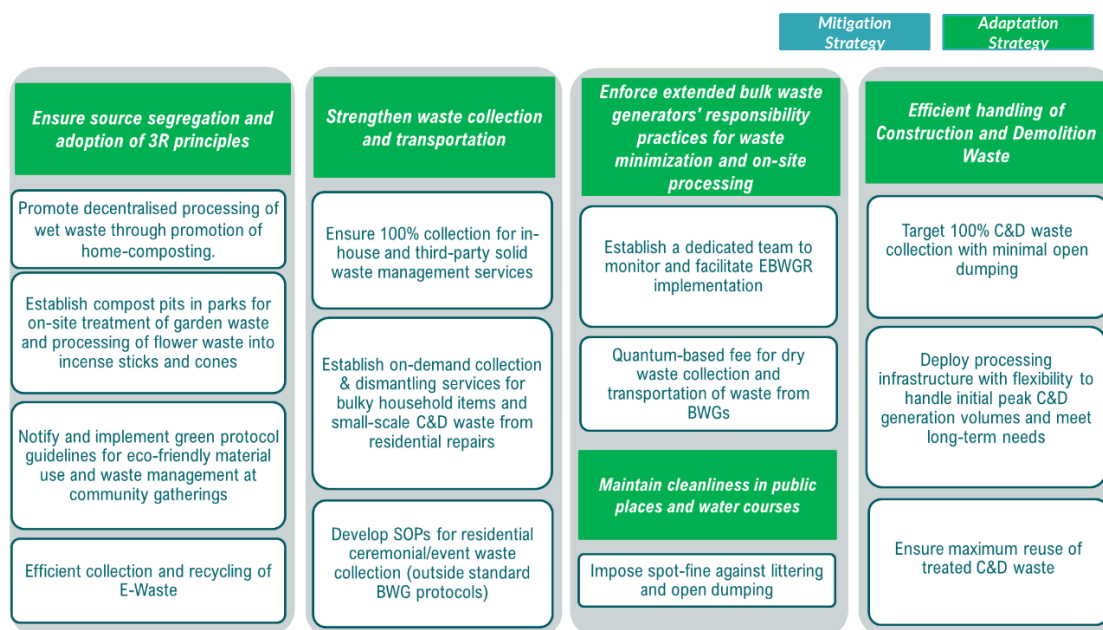 Mitigation
Strategy
Adaptation
Strategy
Ensure source segregation and
adoption of 3R principles
Promote decentralised processing of
wet waste through promotion of
home-composting.
Establish compost pits in parks for
on-site treatment of garden waste
and processing of flower waste into
incense sticks and cones
Notify and implement green protocol
guidelines for eco-friendly material
use and waste management at
community gatherings
Efficient collection and recycling of
E-Waste
Strengthen waste collection
and transportation
Ensure 100% collection for in-
house and third-party solid
waste management services
Establish on-demand collection
& dismantling services for
bulky household items and
small-scale C&D waste from
residential repairs
Develop SOPs for residential
ceremonial/event waste
collection (outside standard
BWG protocols)
Enforce extended bulk waste
generators' responsibility
practices for waste
minimization and on-site
processing
Establish a dedicated team to
monitor and facilitate EBWGR
implementation
Quantum-based fee for dry
waste collection and
transportation of waste from
BWGs
Maintain cleanliness in public
places and water courses
Impose spot-fine against littering
and open dumping
Efficient handling of
Construction and Demolition
Waste
Target 100% C&D waste
collection with minimal open
dumping
Deploy processing
infrastructure with flexibility to
handle initial peak C&D
generation volumes and meet
long-term needs
Ensure maximum reuse of
treated C&D waste